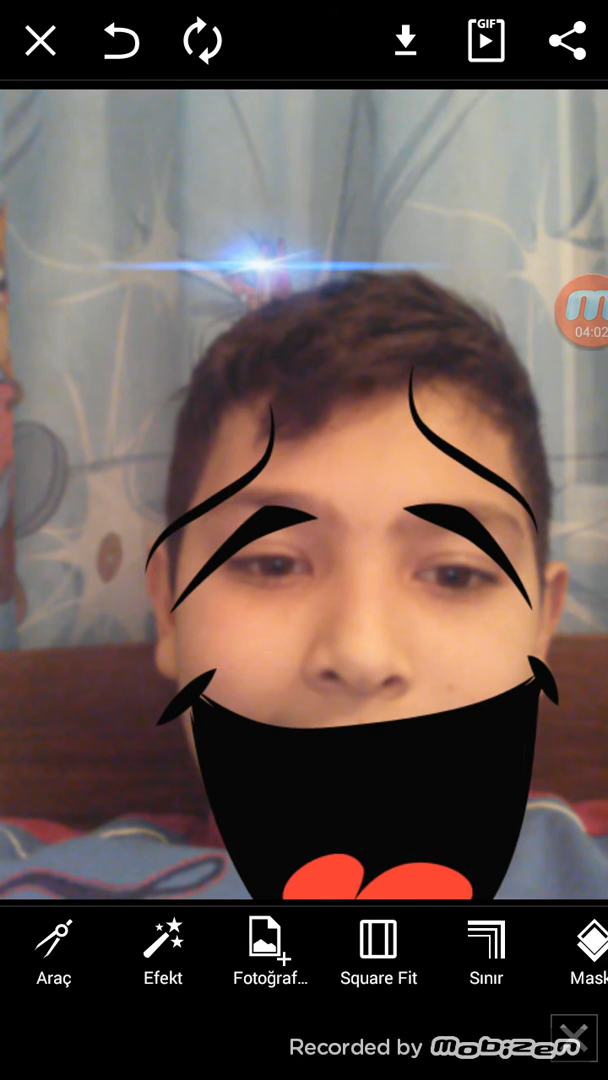 GIF
m
04:02
Araç
Efekt
Fotoğraf...
Square Fit
Sınır
Mask
Recorded by mobizen